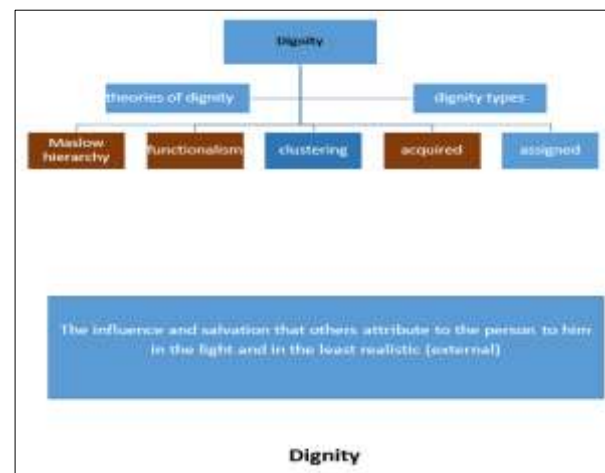 Dignity
theories of dignity
dignity types
Maslow
hierarchy
functionalism
clustering
acquired
assigned
The influence and salvation that others attribute to the person to him
in the light and in the least realistic (external)
Dignity